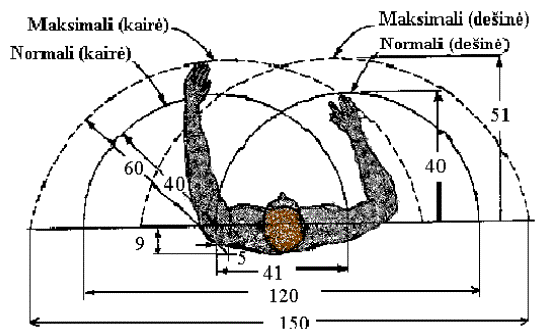 Maksimali (kairė)
Maksimali (dešinė)
Normali (kairė)
Normali (dešinė)
51
60
40
40
9
5
41
120
150